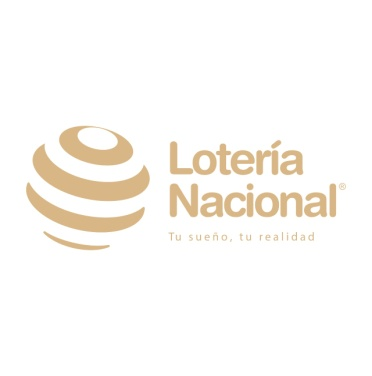 Lotería
Nacional®
Tu sueño, tu realidad